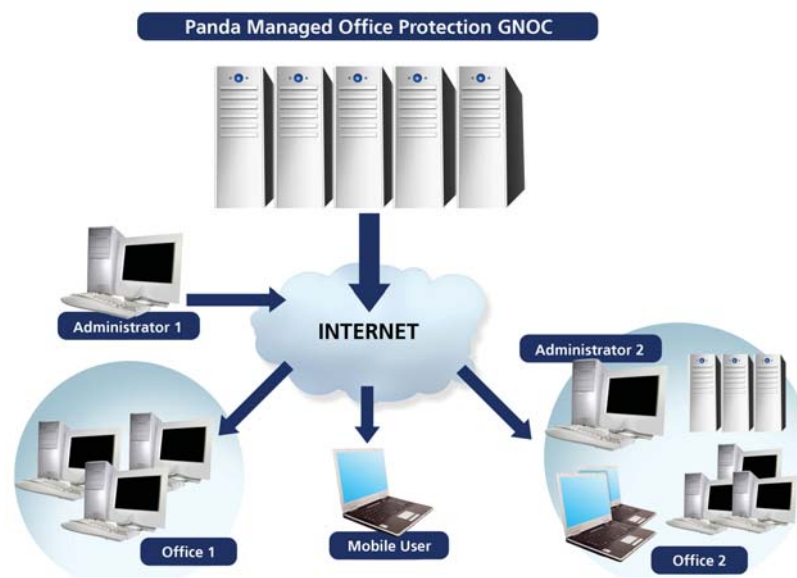 Panda Managed Office Protection GNOC
Administrator 1
INTERNET
Administrator 2
Office 1
Mobile User
Office 2